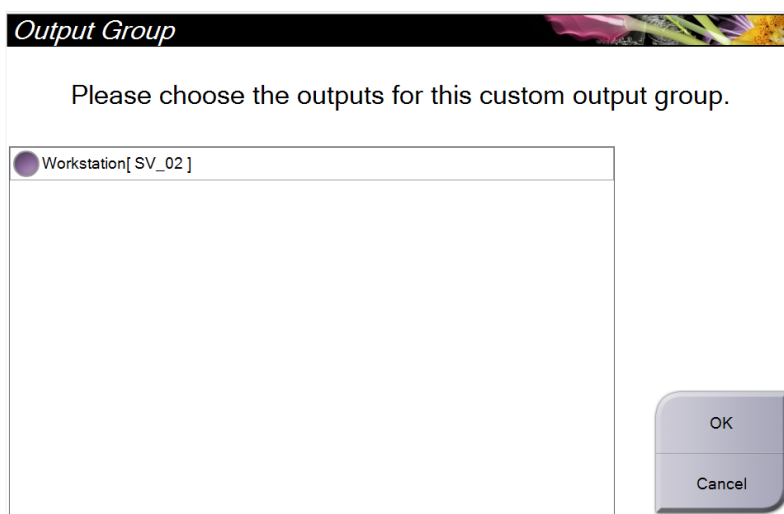 Output Group
Please choose the outputs for this custom output group.
Workstation[ SV_02 ]
OK
Cancel